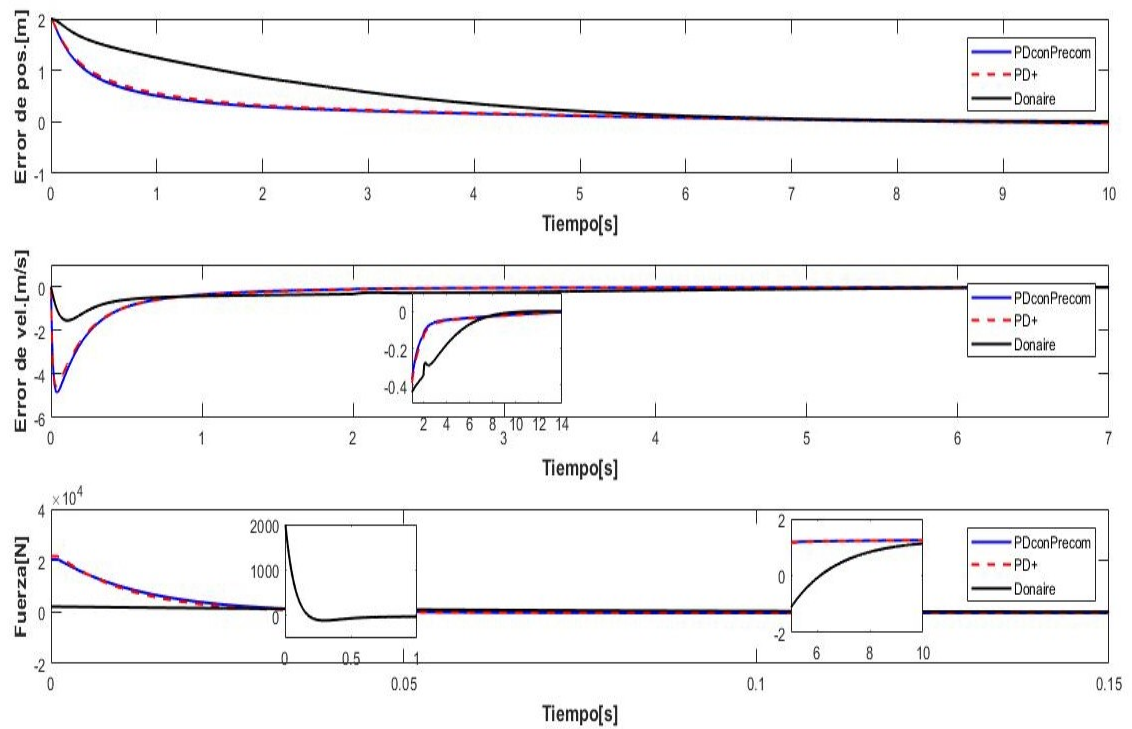 Error de pos.[m]
2
1
0
-1
PDconPrecom
PD+
Donaire
0 1 2 3 4 5 6 7 8 9 10
Tiempo[s]
Error de vel.[m/s]
0
-2
-4
-6
PDconPrecom
PD+
Donaire
0
-0.2
-0.4
2 4 6 8 10 12 14
0 1 2 3 4 5 6 7
Tiempo[s]
Fuerza[N]
×10^4
4
2
0
-2
2000
1000
0
0 0.5 1
2
0
-2
6 8 10
PDconPrecom
PD+
Donaire
0 0.05 0.1 0.15
Tiempo[s]